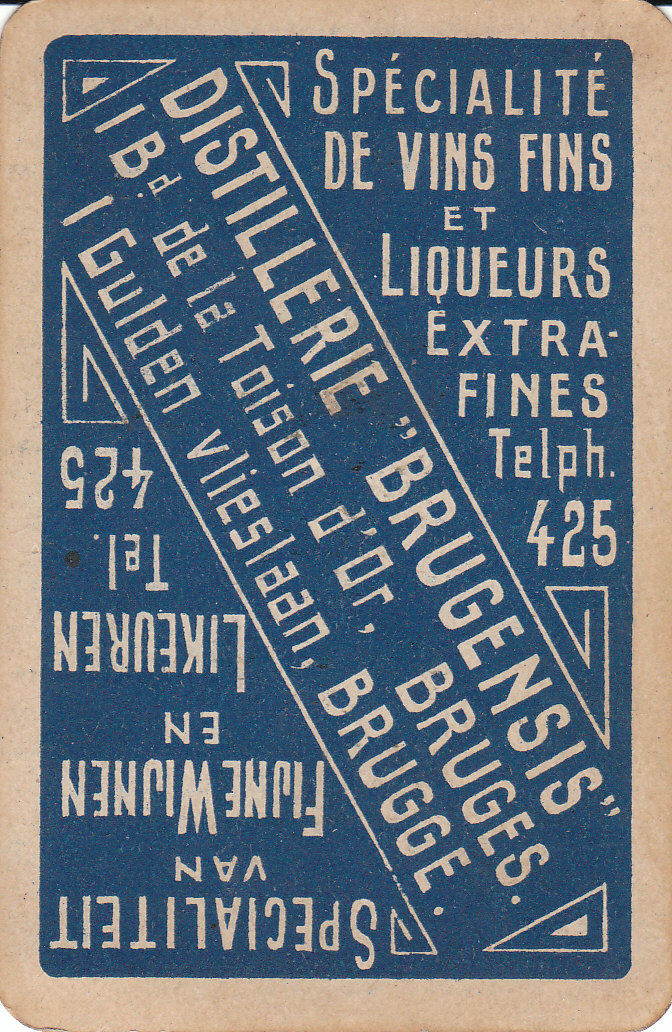 SPÉCIALITÉ
DE VINS FINS
ET
LIQUEURS
EXTRA-
FINES
Telph.
425
DISTILLERIE "BRUGENSIS"
1 Bd. de la Toison d'Or, BRUGES.
1 Gulden vlieslaan, BRUGGE.
SPECIALITEIT
VAN
FIJNE WIJNEN
EN
LIKEUREN
Tel.
425